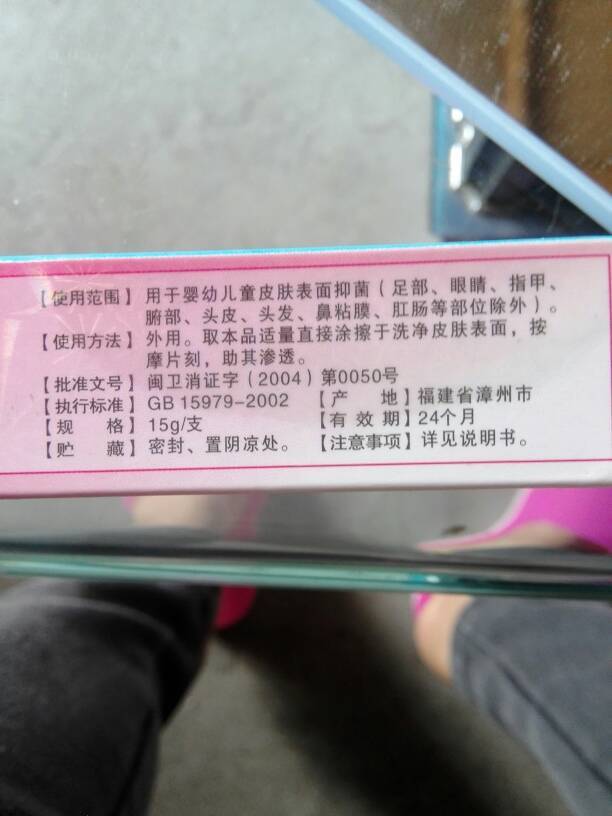 【使用范围】用于婴幼儿童皮肤表面抑菌（足部、眼睛、指甲、
腑部、头皮、头发、鼻粘膜、肛肠等部位除外）。
【使用方法】外用。取本品适量直接涂擦于洗净皮肤表面，按
摩片刻，助其渗透。
【批准文号】闽卫消证字（2004）第0050号
【执行标准】GB 15979-2002 【产 地】福建省漳州市
【规 格】15g/支 【有 效 期】24个月
【贮 藏】密封、置阴凉处。 【注意事项】详见说明书。